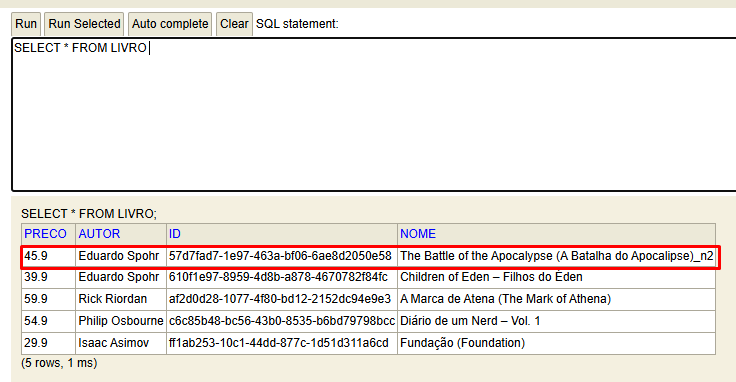 Run Run Selected Auto complete Clear SQL statement:
SELECT * FROM LIVRO
SELECT * FROM LIVRO;
PRECO AUTOR ID NOME
45.9 Eduardo Spohr 57d7fad7-1e97-463a-bf06-6ae8d2050e58 The Battle of the Apocalypse (A Batalha do Apocalipse)_n2
39.9 Eduardo Spohr 610f1e97-8959-4d8b-a878-4670782f84fc Children of Eden – Filhos do Éden
59.9 Rick Riordan af2d0d28-1077-4f80-bd12-2152dc94e9e3 A Marca de Atena (The Mark of Athena)
54.9 Philip Osbourne c6c85b48-bc56-43b0-8535-b6bd79798bcc Diário de um Nerd – Vol. 1
29.9 Isaac Asimov ff1ab253-10c1-44dd-877c-1d51d311a6cd Fundação (Foundation)
(5 rows, 1 ms)